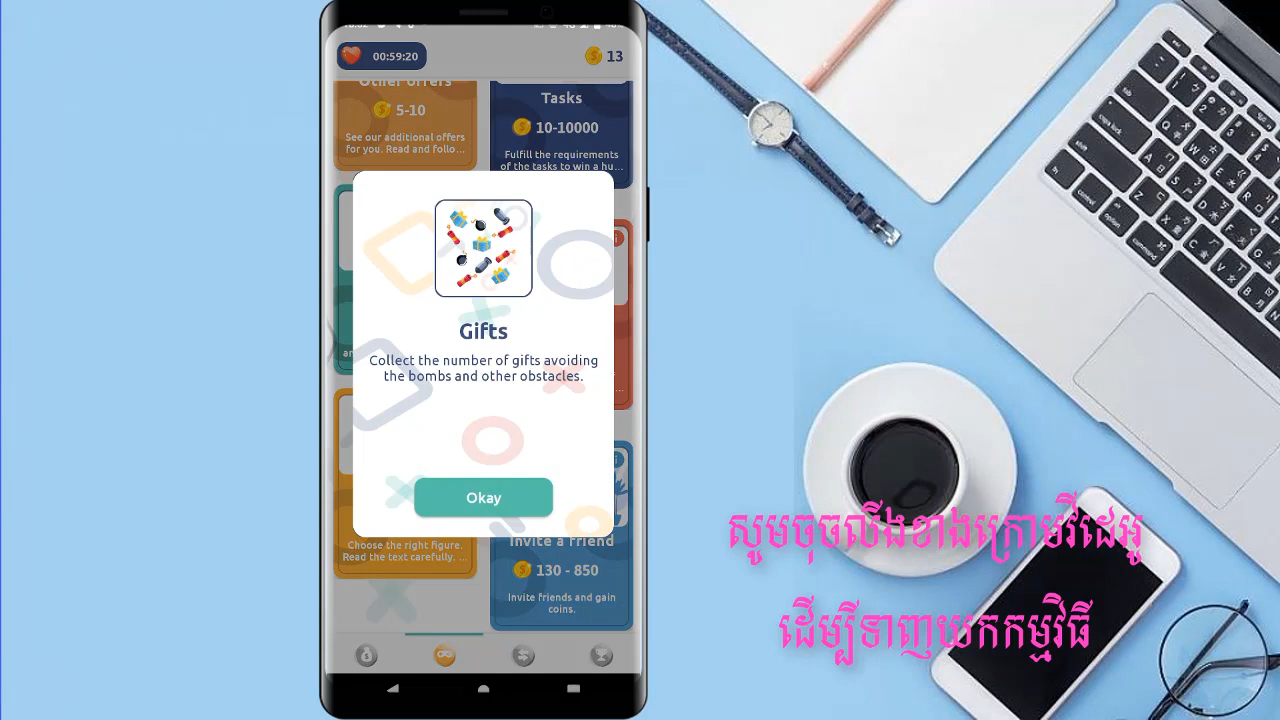 00:59:20
13
Other offers
5-10
See our additional offers
for you. Read and follo...
Tasks
10-10000
Fulfill the requirements
of the tasks to win a hu...
Gifts
Collect the number of gifts avoiding
the bombs and other obstacles.
Okay
Choose the right figure.
Read the text carefully. ...
Invite a friend
130 - 850
Invite friends and gain
coins.
សូមចុចលីងខាងក្រោមវីដេអូ
ដើម្បីទាញយកកម្មវិធី